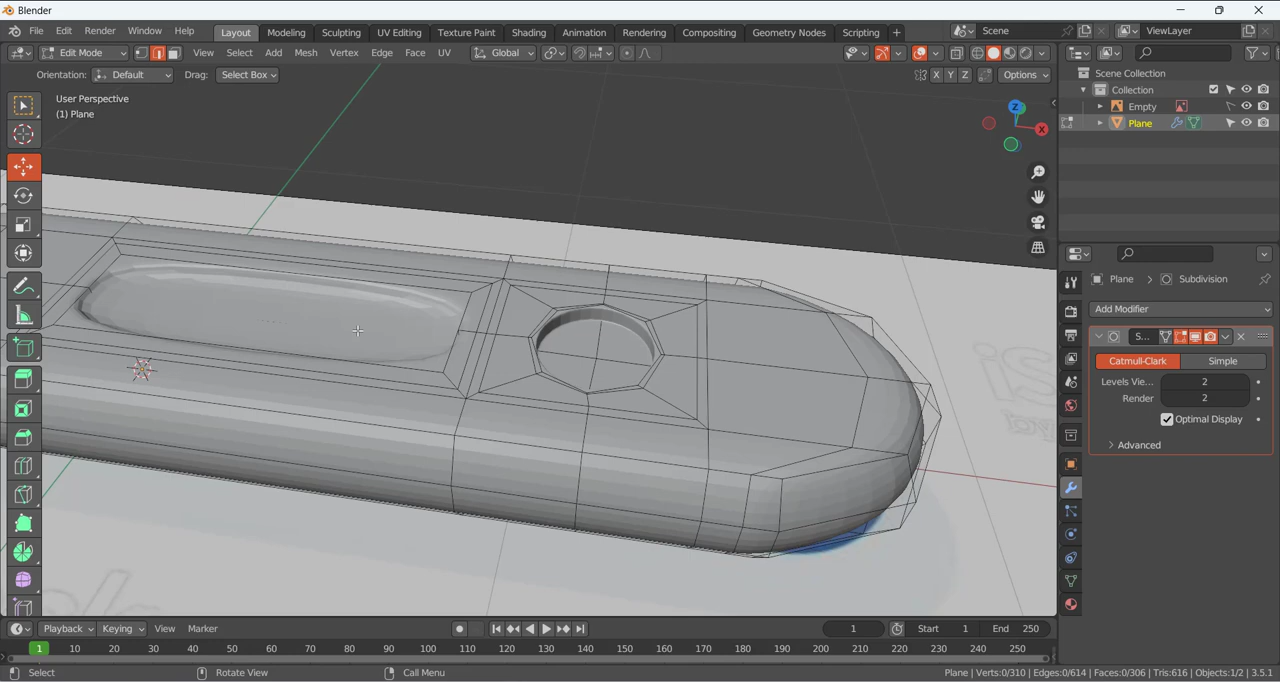 Blender
File Edit Render Window Help Layout Modeling Sculpting UV Editing Texture Paint Shading Animation Rendering Compositing Geometry Nodes Scripting + Scene ViewLayer
Edit Mode View Select Add Mesh Vertex Edge Face UV Global
Orientation: Default Drag: Select Box X Y Z Options
User Perspective
(1) Plane
Z
X
Scene Collection
Collection
Empty
Plane
Plane > Subdivision
Add Modifier
S...
Catmull-Clark Simple
Levels Vie... 2
Render 2
Optimal Display
Advanced
Playback Keying View Marker 1 Start 1 End 250
1 10 20 30 40 50 60 70 80 90 100 110 120 130 140 150 160 170 180 190 200 210 220 230 240 250
Select Rotate View Call Menu Plane | Verts:0/310 | Edges:0/614 | Faces:0/306 | Tris:616 | Objects:1/2 | 3.5.1